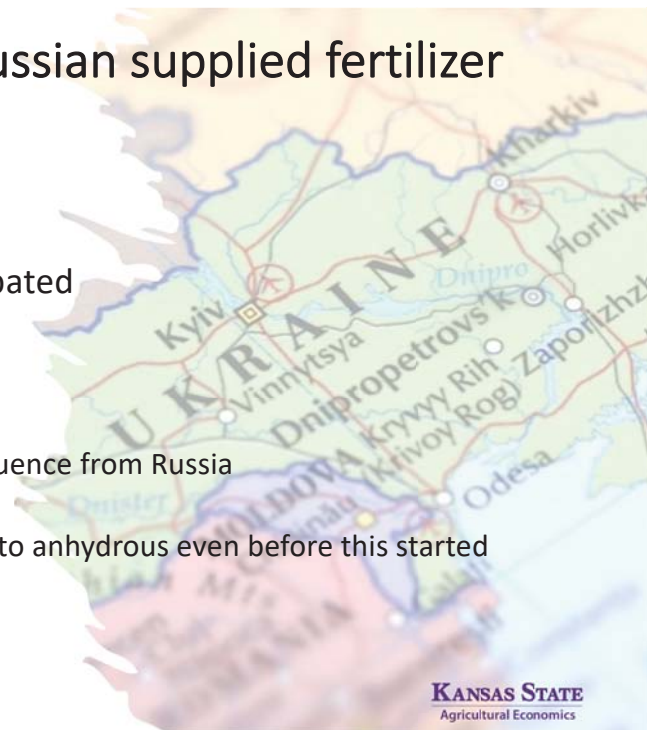 ussian supplied fertilizer
pated
uence from Russia
to anhydrous even before this started
Kharkiv
Horlivka
UKRAINE
Dnipro
Kyiv
Vinnytsya
Dnipropetrovs'k
Zaporizhzh
Kryvyy Rih
(Krivoy Rog)
MOLDOVA
Odesa
Dnister
KANSAS STATE
Agricultural Economics